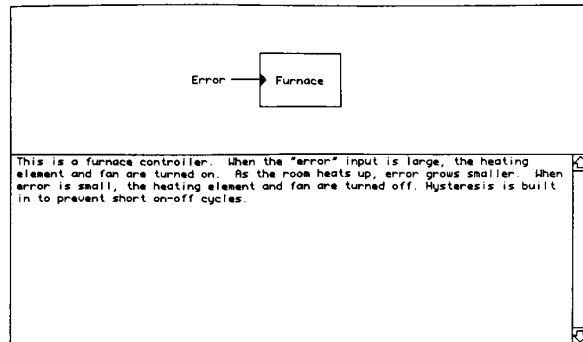 Error
Furnace
This is a furnace controller. When the "error" input is large, the heating
element and fan are turned on. As the room heats up, error grows smaller. When
error is small, the heating element and fan are turned off. Hysteresis is built
in to prevent short on-off cycles.